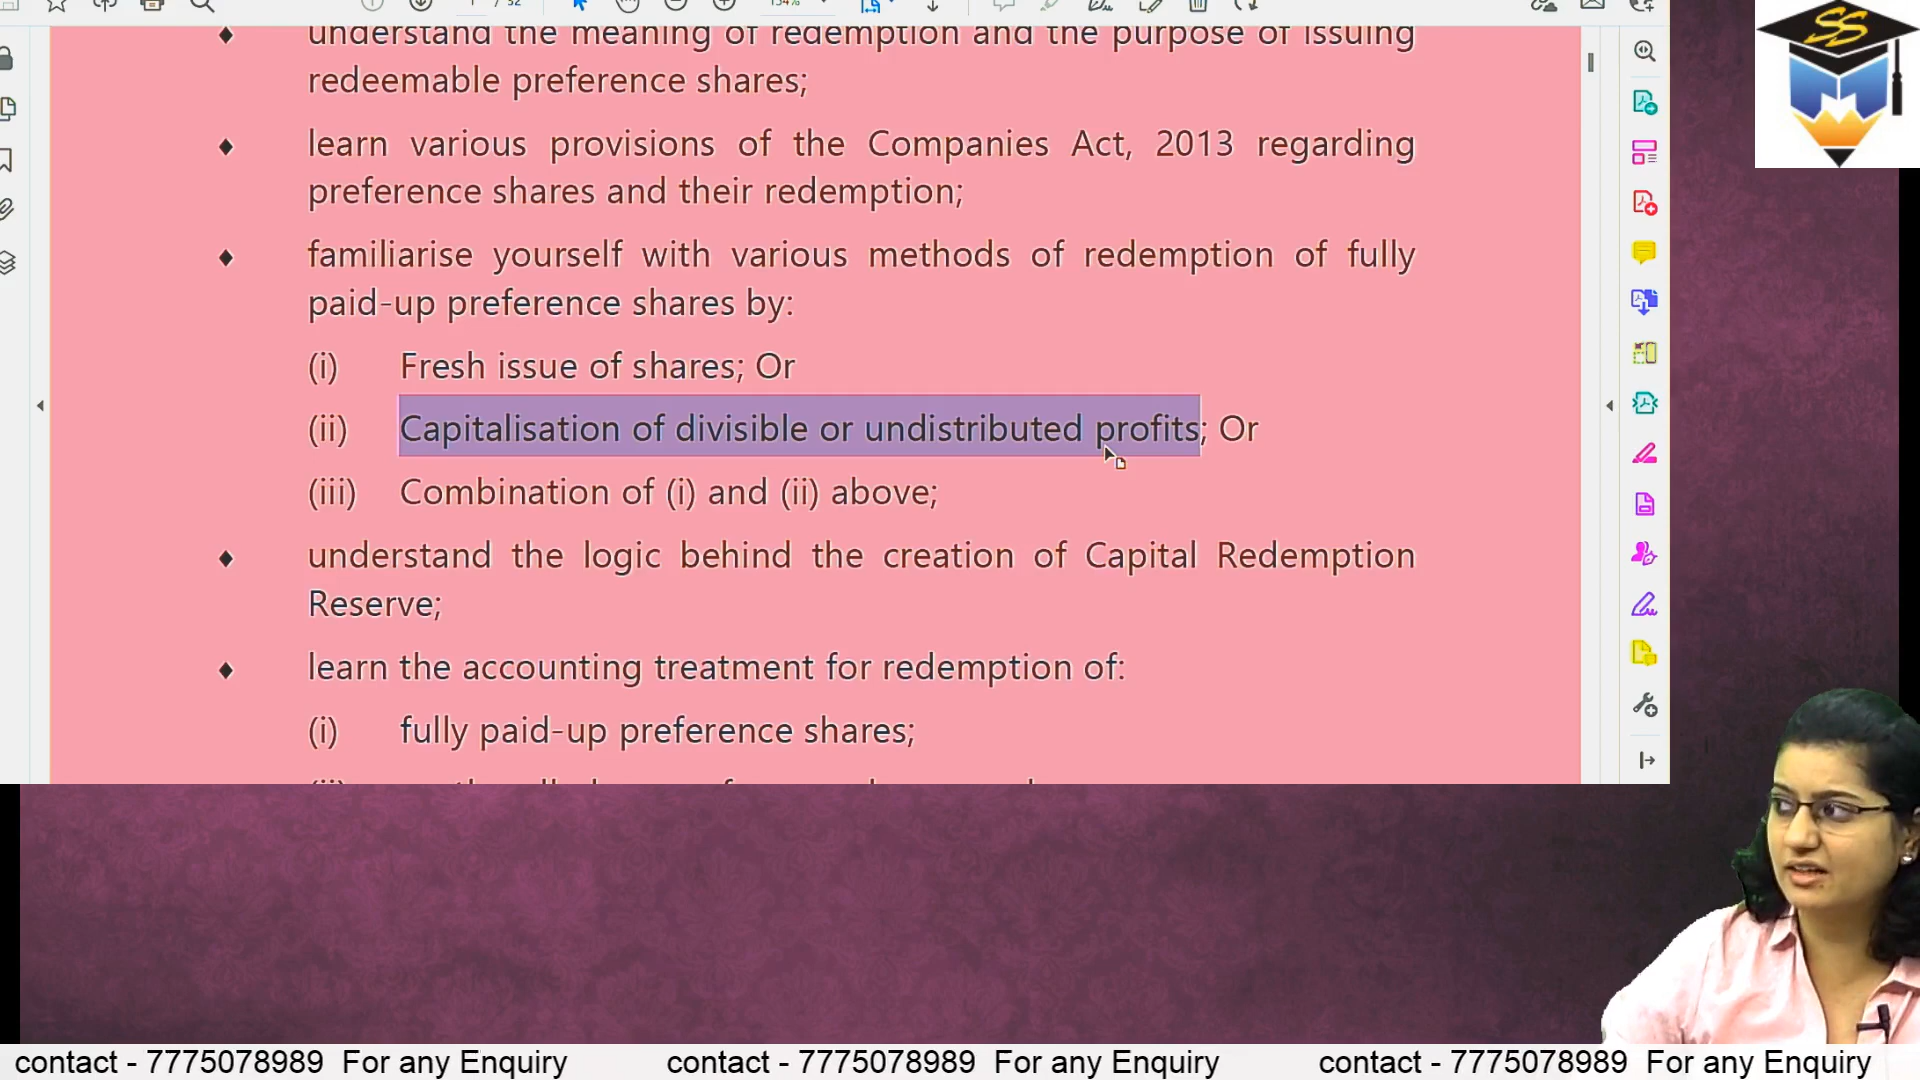 1 / 52
154%
SS
understand the meaning of redemption and the purpose of issuing
redeemable preference shares;
♦ learn various provisions of the Companies Act, 2013 regarding
preference shares and their redemption;
♦ familiarise yourself with various methods of redemption of fully
paid-up preference shares by:
(i) Fresh issue of shares; Or
(ii) Capitalisation of divisible or undistributed profits; Or
(iii) Combination of (i) and (ii) above;
♦ understand the logic behind the creation of Capital Redemption
Reserve;
♦ learn the accounting treatment for redemption of:
(i) fully paid-up preference shares;
contact - 7775078989 For any Enquiry contact - 7775078989 For any Enquiry contact - 7775078989 For any Enquiry